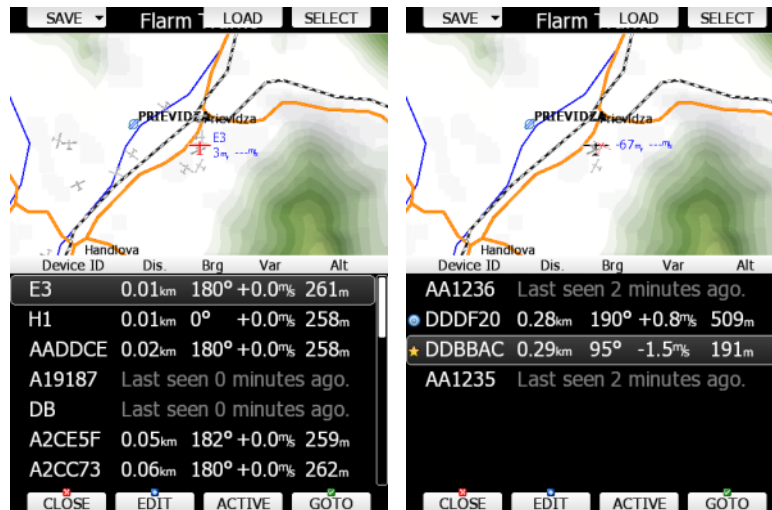 SAVE Flarm T LOAD SELECT
PRIEVIDZA
Prievidza
E3
3m, ---m/s
Handlova
Device ID Dis. Brg Var Alt
E3 0.01km 180° +0.0m/s 261m
H1 0.01km 0° +0.0m/s 258m
AADDCE 0.02km 180° +0.0m/s 259m
A19187 Last seen 0 minutes ago.
DB Last seen 0 minutes ago.
A2CE5F 0.05km 182° +0.0m/s 259m
A2CC73 0.06km 180° +0.0m/s 262m
CLOSE EDIT ACTIVE GOTO
SAVE Flarm T LOAD SELECT
PRIEVIDZA
Prievidza
-67m, ---m/s
Handlova
Device ID Dis. Brg Var Alt
AA1236 Last seen 2 minutes ago.
DDDF20 0.28km 190° +0.8m/s 509m
DDBBAC 0.29km 95° -1.5m/s 191m
AA1235 Last seen 2 minutes ago.
CLOSE EDIT ACTIVE GOTO